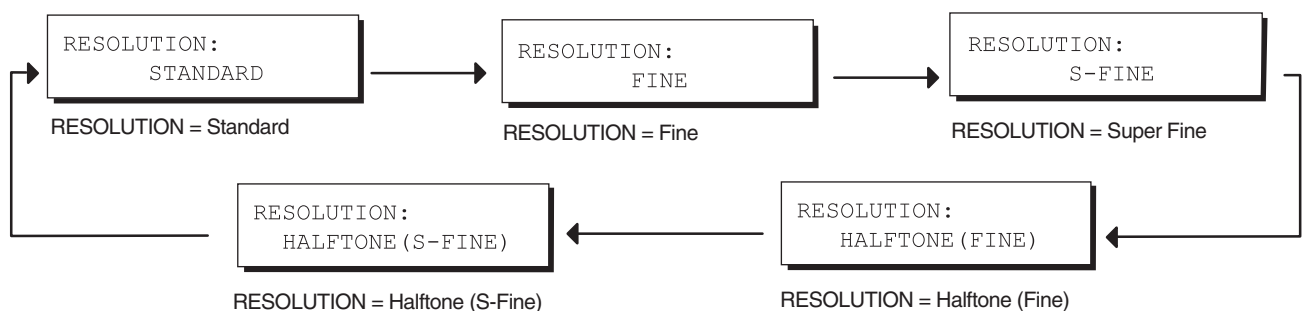 RESOLUTION:
STANDARD
RESOLUTION = Standard
RESOLUTION:
FINE
RESOLUTION = Fine
RESOLUTION:
S-FINE
RESOLUTION = Super Fine
RESOLUTION:
HALFTONE(S-FINE)
RESOLUTION = Halftone (S-Fine)
RESOLUTION:
HALFTONE(FINE)
RESOLUTION = Halftone (Fine)